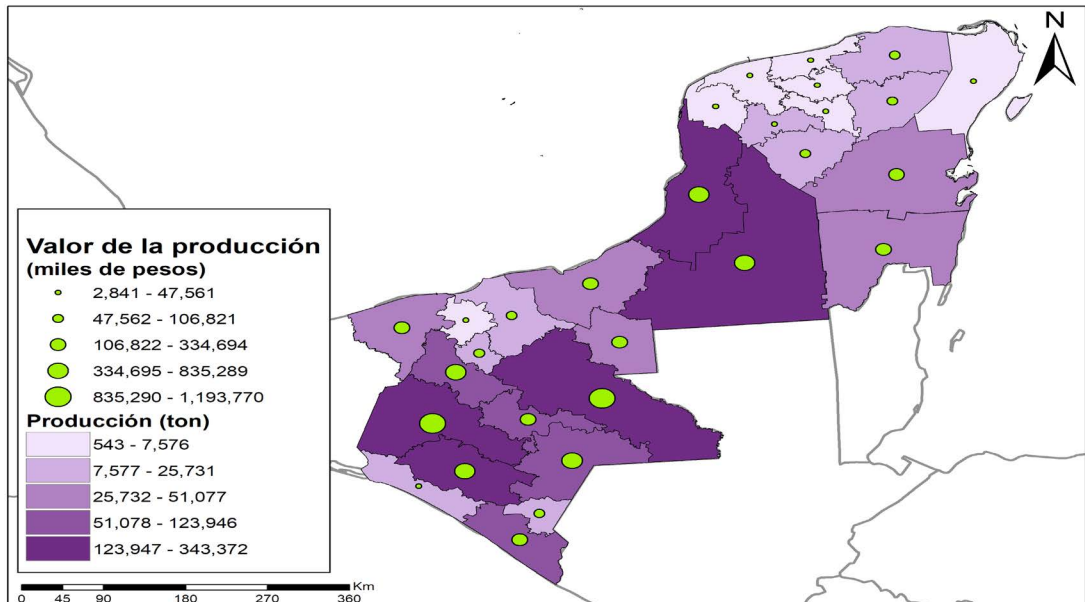 N
Valor de la producción
(miles de pesos)
2,841 - 47,561
47,562 - 106,821
106,822 - 334,694
334,695 - 835,289
835,290 - 1,193,770
Producción (ton)
543 - 7,576
7,577 - 25,731
25,732 - 51,077
51,078 - 123,946
123,947 - 343,372
Km
0 45 90 180 270 360